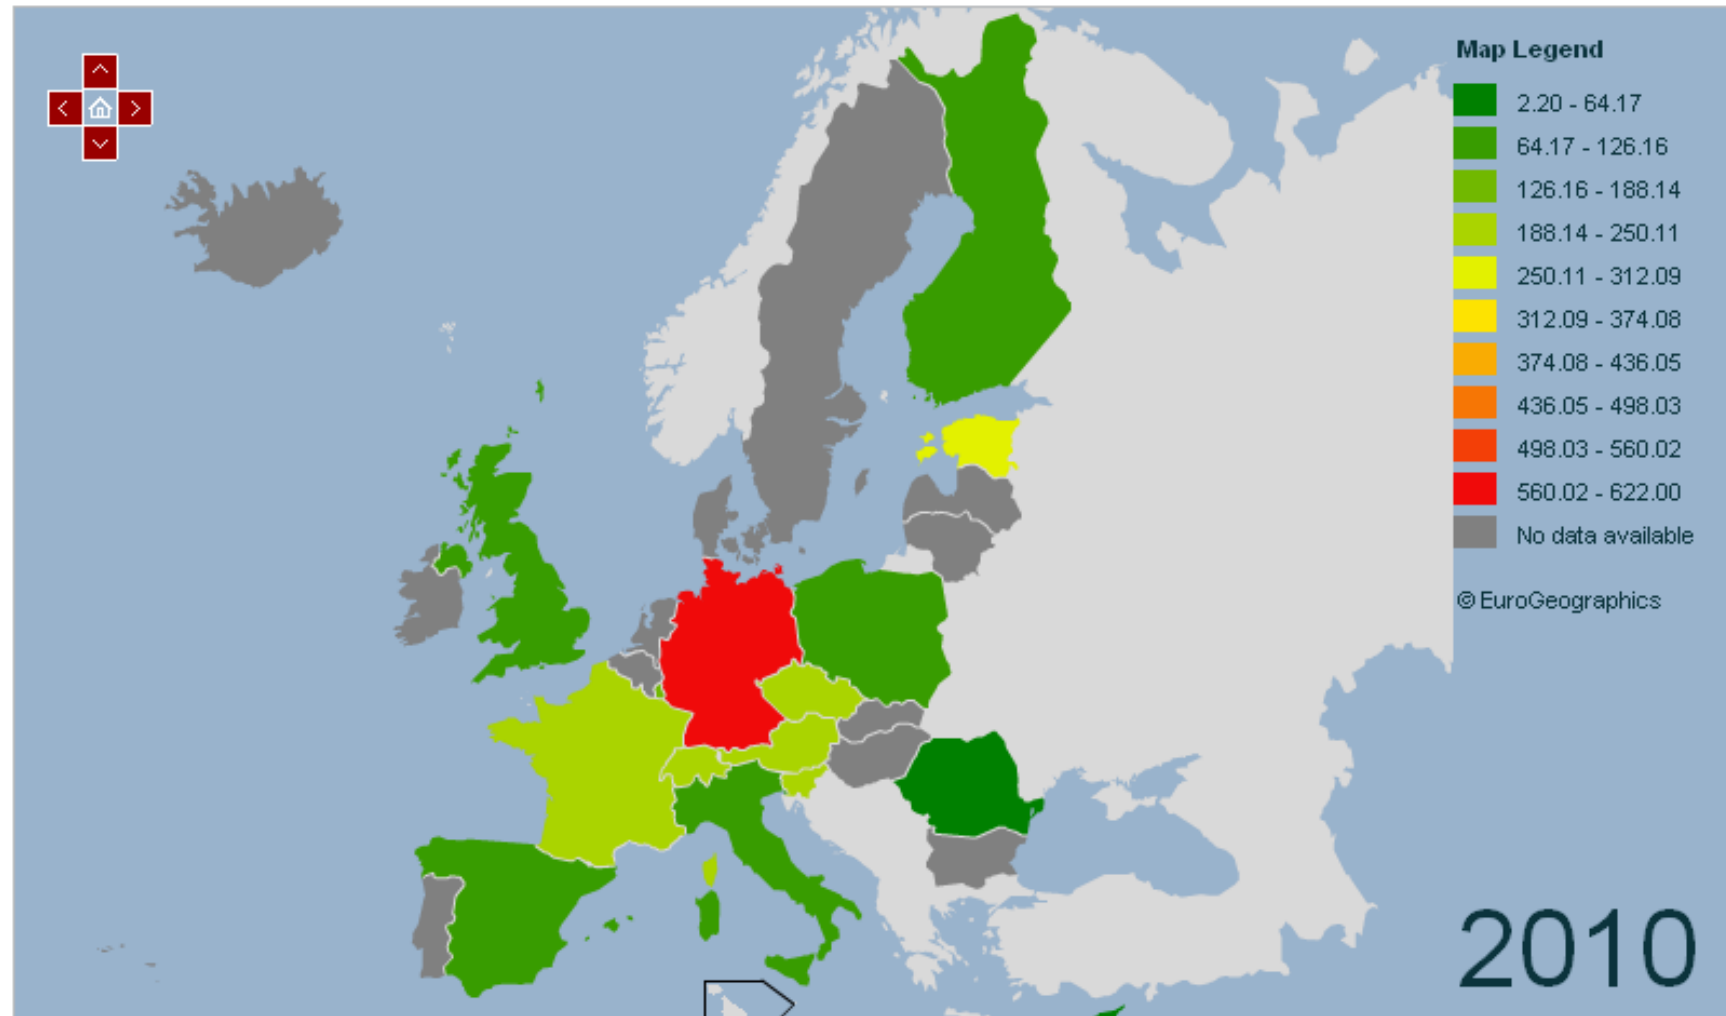 Map Legend
2.20 - 64.17
64.17 - 126.16
126.16 - 188.14
188.14 - 250.11
250.11 - 312.09
312.09 - 374.08
374.08 - 436.05
436.05 - 498.03
498.03 - 560.02
560.02 - 622.00
No data available
© EuroGeographics
2010